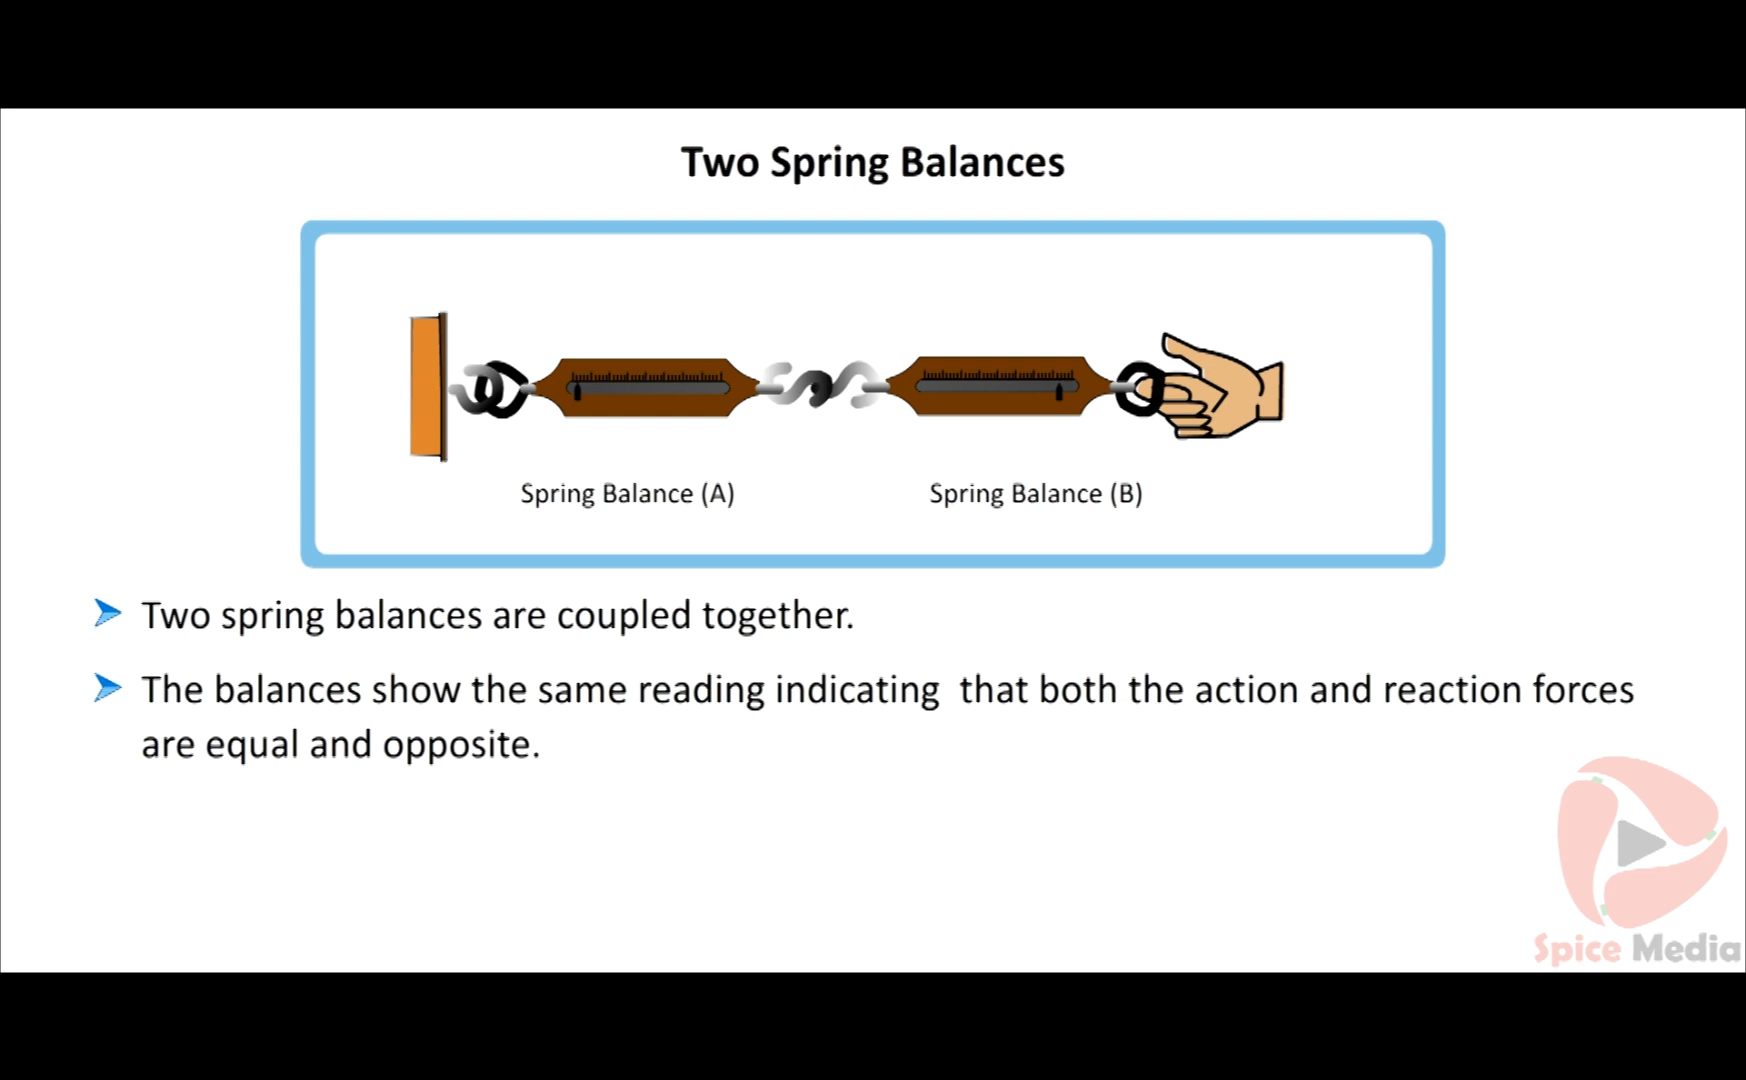 Two Spring Balances
Spring Balance (A)
Spring Balance (B)
Two spring balances are coupled together.
The balances show the same reading indicating that both the action and reaction forces
are equal and opposite.
Spice Media